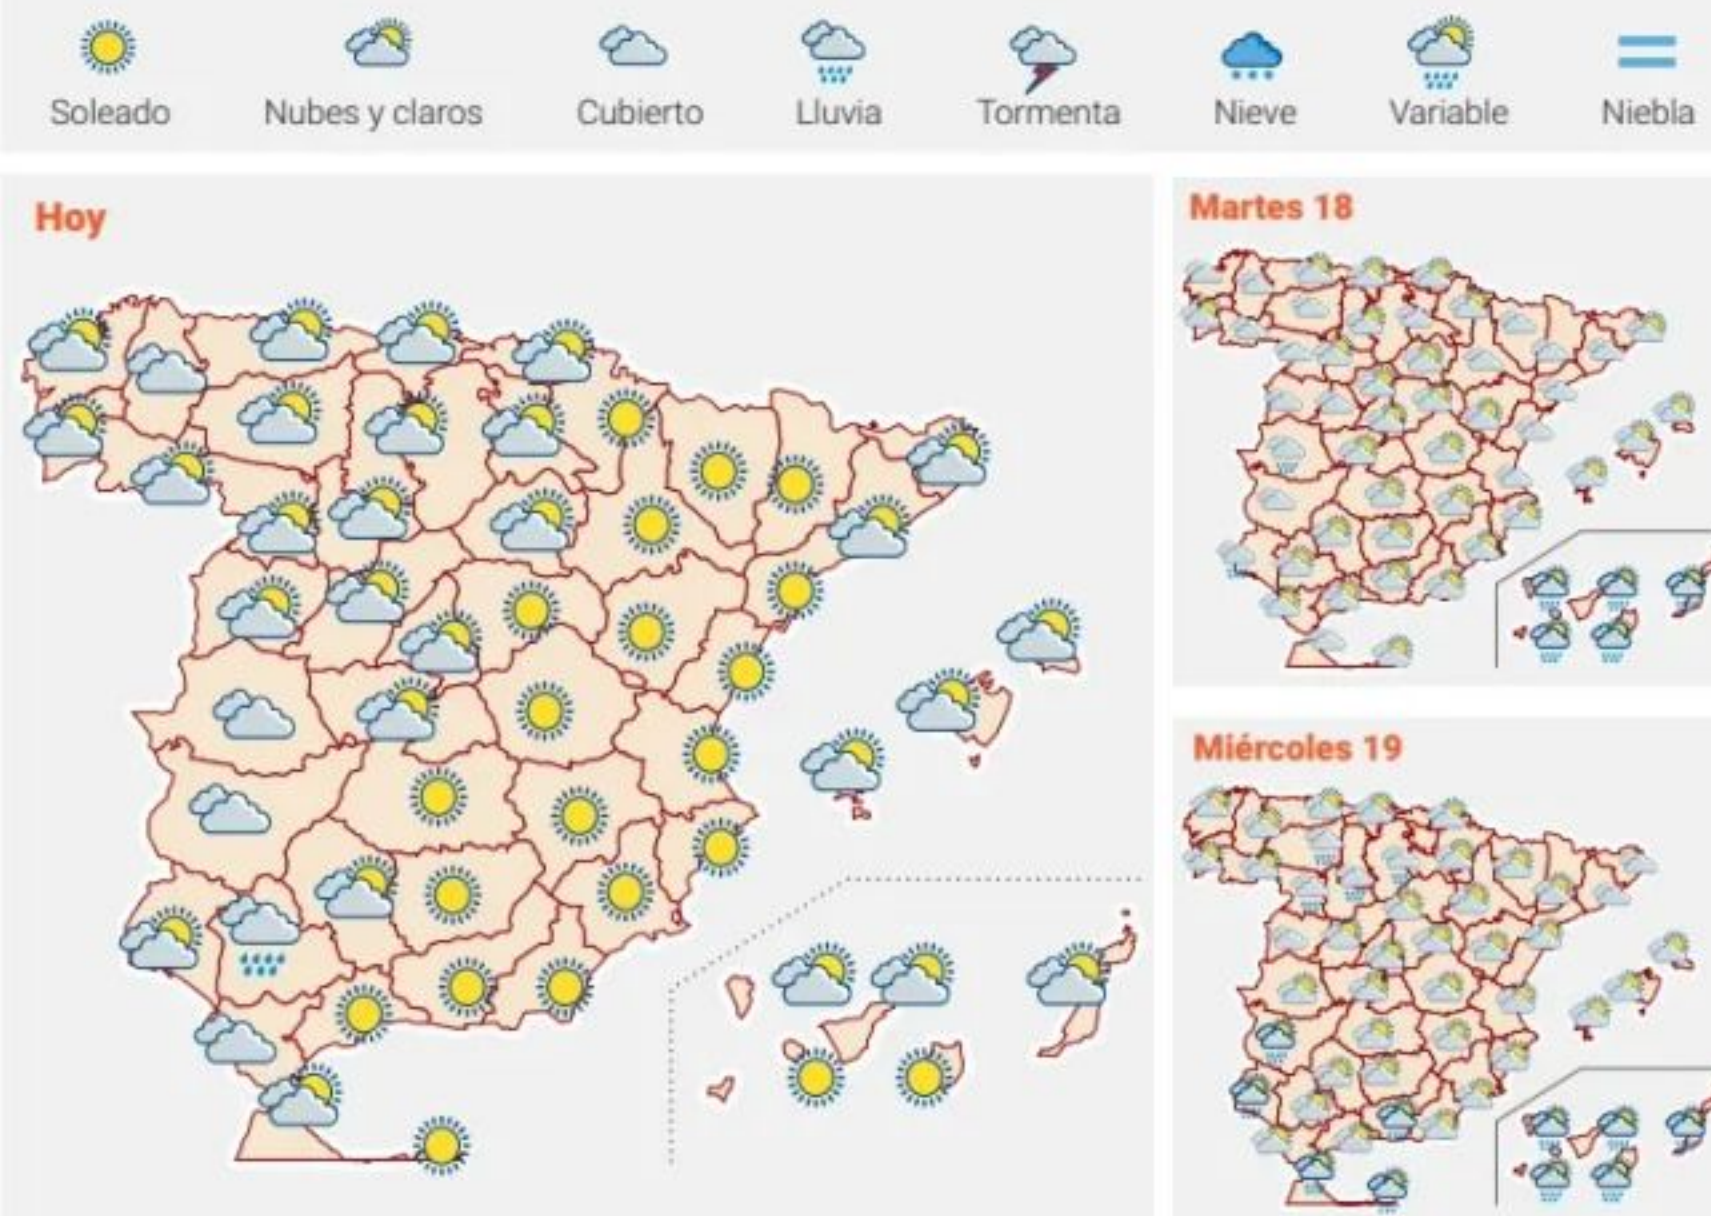 Soleado
Nubes y claros
Cubierto
Lluvia
Tormenta
Nieve
Variable
Niebla
Hoy
Martes 18
Miércoles 19